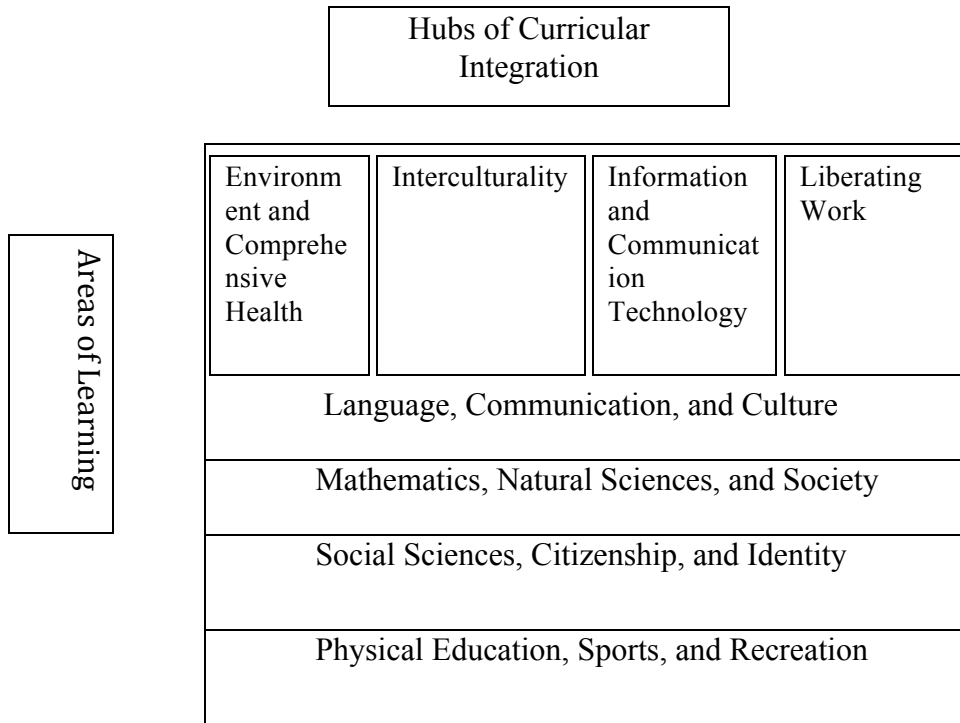 Hubs of Curricular
Integration
Environm
ent and
Comprehe
nsive
Health
Interculturality
Information
and
Communicat
ion
Technology
Liberating
Work
Areas of Learning
Language, Communication, and Culture
Mathematics, Natural Sciences, and Society
Social Sciences, Citizenship, and Identity
Physical Education, Sports, and Recreation